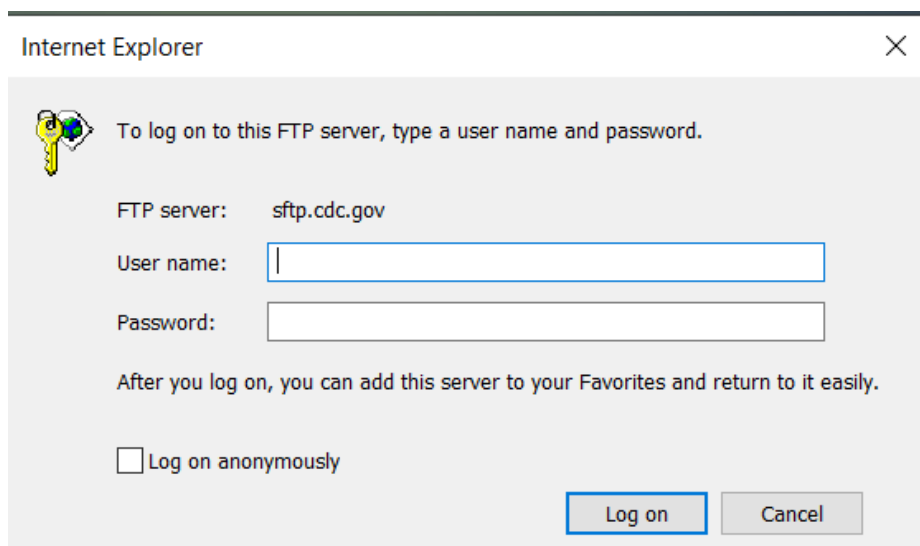 Internet Explorer
To log on to this FTP server, type a user name and password.
FTP server: sftp.cdc.gov
User name:
Password:
After you log on, you can add this server to your Favorites and return to it easily.
Log on anonymously
Log on Cancel